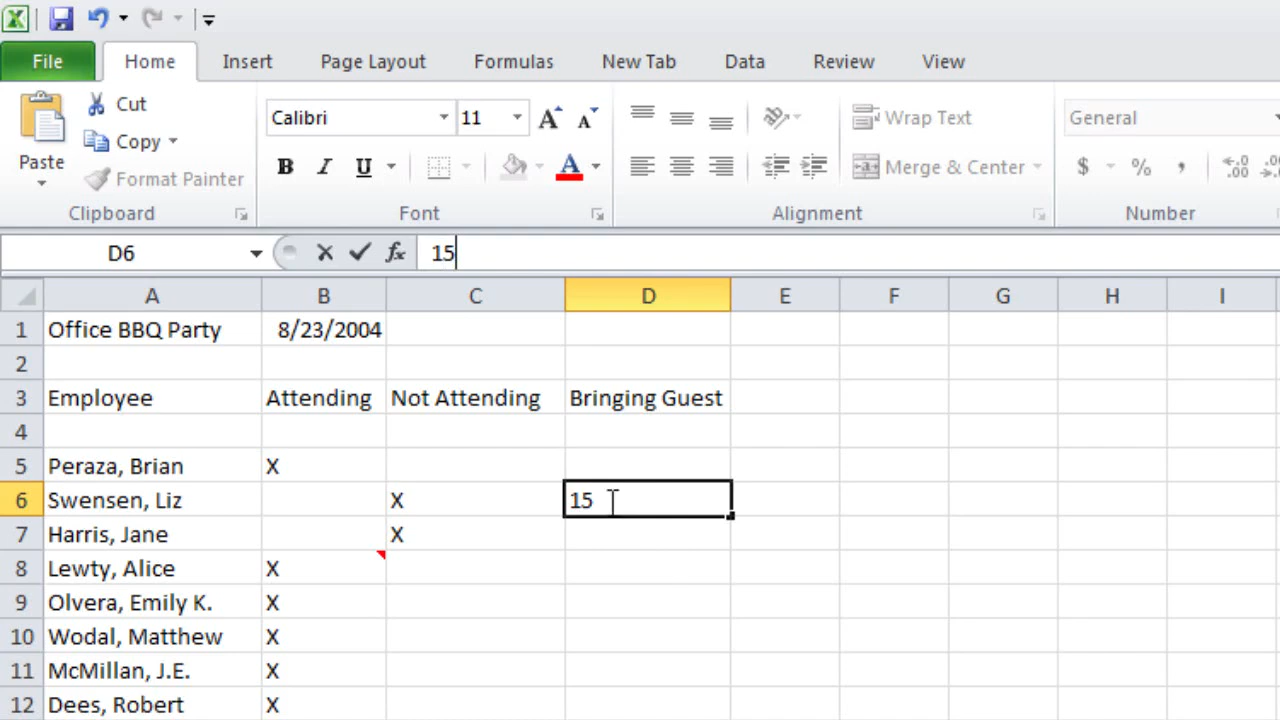 File Home Insert Page Layout Formulas New Tab Data Review View
Cut
Calibri 11 A A Wrap Text General
Copy
Paste
B I U A Merge & Center $ % , .00
Format Painter
Clipboard Font Alignment Number
D6 fx 15
A B C D E F G H I
1 Office BBQ Party 8/23/2004
2
3 Employee Attending Not Attending Bringing Guest
4
5 Peraza, Brian X
6 Swensen, Liz X 15
7 Harris, Jane X
8 Lewty, Alice X
9 Olvera, Emily K. X
10 Wodal, Matthew X
11 McMillan, J.E. X
12 Dees, Robert X